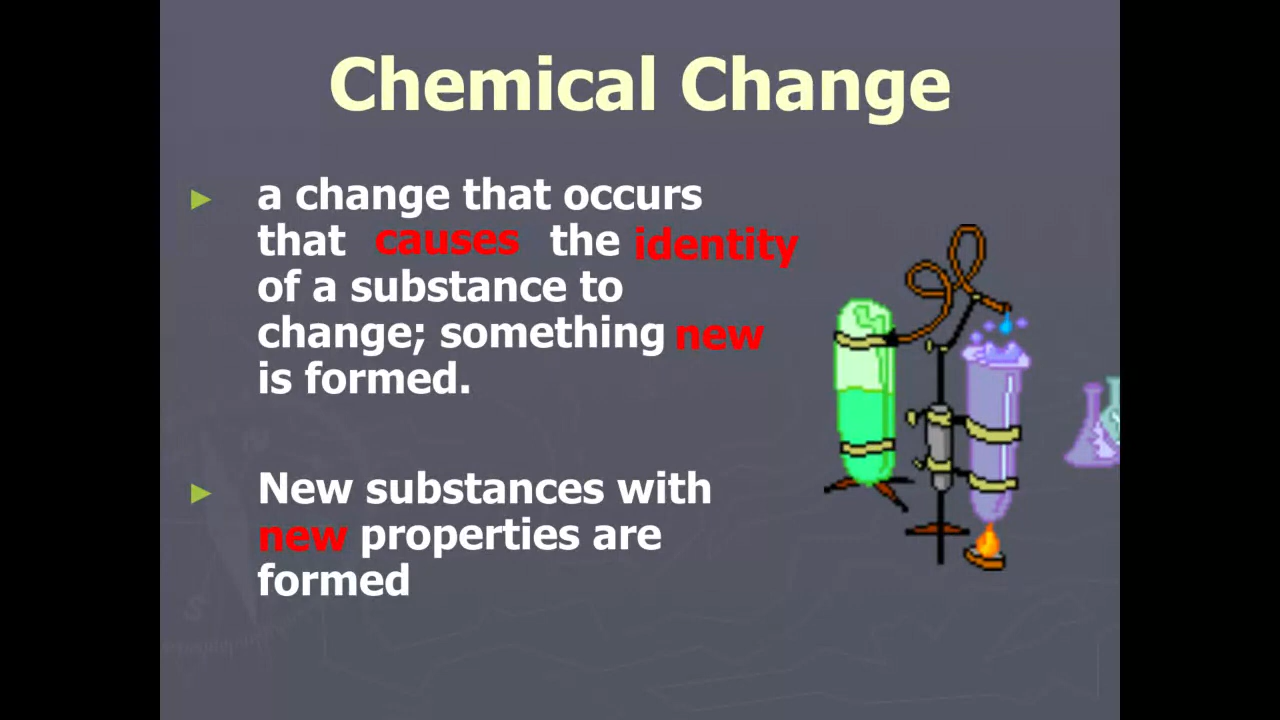 Chemical Change
► a change that occurs
that causes the identity
of a substance to
change; something new
is formed.
► New substances with
new properties are
formed